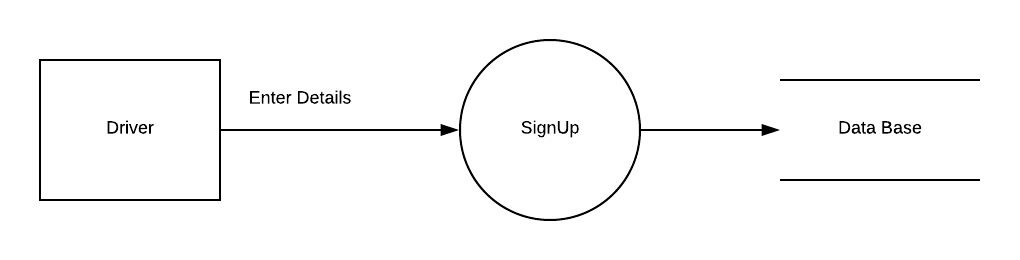 Enter Details
Driver
SignUp
Data Base